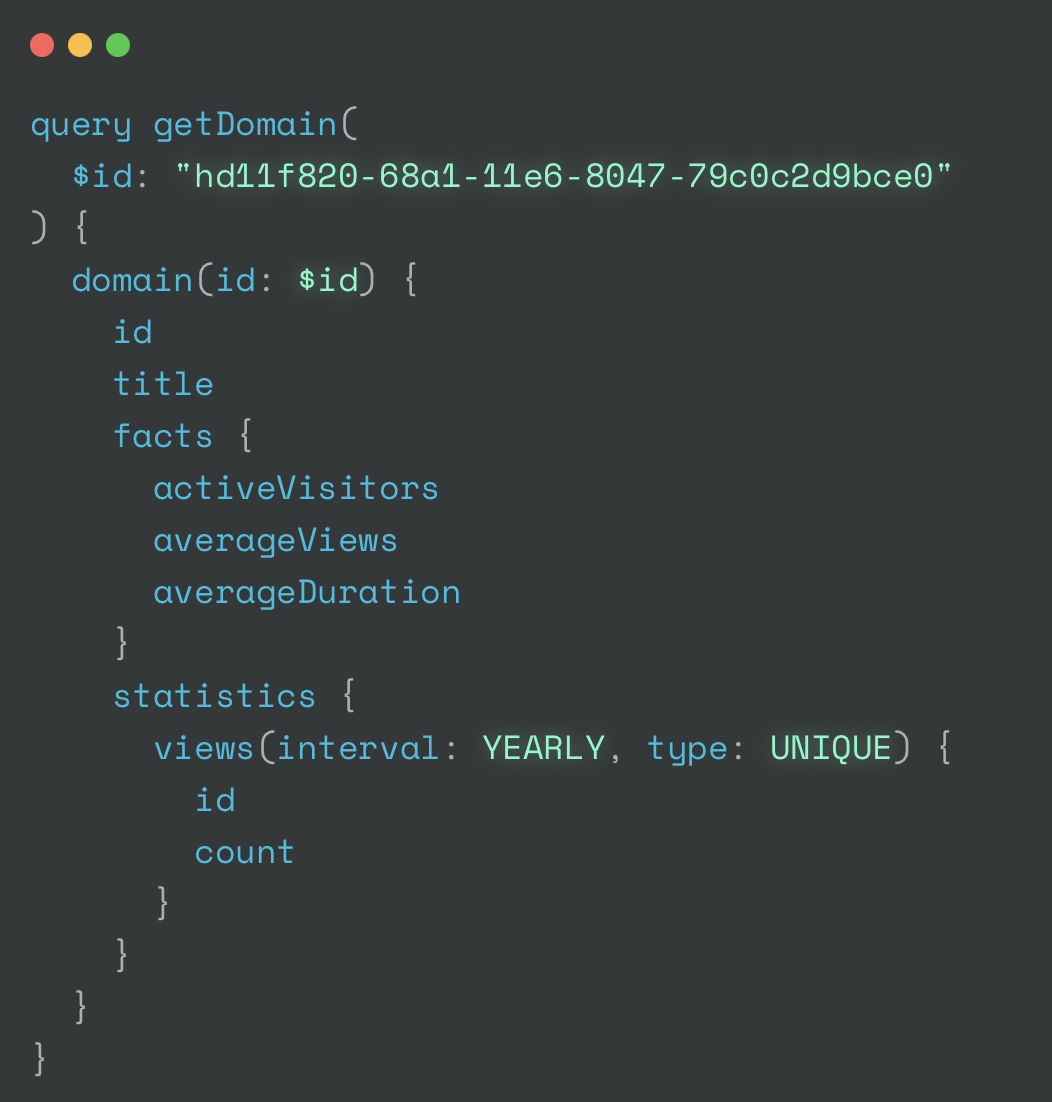 query getDomain(
  $id: "hd11f820-68a1-11e6-8047-79c0c2d9bce0"
) {
  domain(id: $id) {
    id
    title
    facts {
      activeVisitors
      averageViews
      averageDuration
    }
    statistics {
      views(interval: YEARLY, type: UNIQUE) {
        id
        count
      }
    }
  }
}